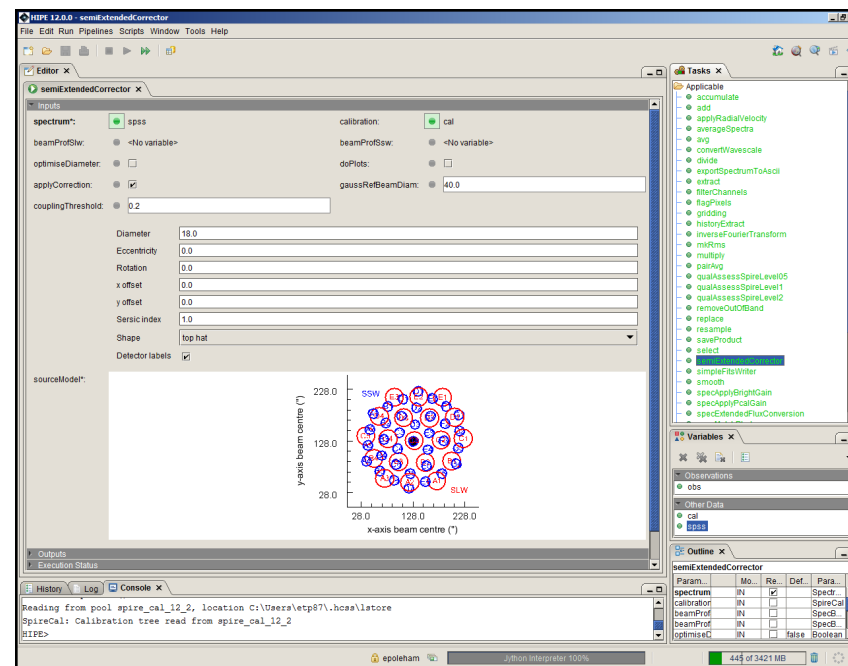 HIPE 12.0.0 - semiExtendedCorrector
File Edit Run Pipelines Scripts Window Tools Help
Editor ×
semiExtendedCorrector ×
Inputs
spectrum*: spss calibration: cal
beamProfSlw: <No variable> beamProfSsw: <No variable>
optimiseDiameter: doPlots:
applyCorrection: gaussRefBeamDiam: 40.0
couplingThreshold: 0.2
Diameter 18.0
Eccentricity 0.0
Rotation 0.0
x offset 0.0
y offset 0.0
Sersic index 1.0
Shape top hat
Detector labels
sourceModel*:
SSW
SLW
228.0
128.0
28.0
y-axis beam centre (")
28.0 128.0 228.0
x-axis beam centre (")
Outputs
Execution Status
History Log Console ×
Reading from pool spire_cal_12_2, location C:\Users\etp87\.hcss\lstore
SpireCal: Calibration tree read from spire_cal_12_2
HIPE>
Tasks ×
Applicable
accumulate
add
applyRadialVelocity
averageSpectra
avg
convertWavescale
divide
exportSpectrumToAscii
extract
filterChannels
flagPixels
gridding
historyExtract
inverseFourierTransform
mkRms
multiply
pairAvg
qualAssessSpireLevel05
qualAssessSpireLevel1
qualAssessSpireLevel2
removeOutOfBand
replace
resample
saveProduct
select
semiExtendedCorrector
simpleFitsWriter
smooth
specApplyBrightGain
specApplyPcalGain
specExtendedFluxConversion
Variables ×
Observations
obs
Other Data
cal
spss
Outline ×
semiExtendedCorrector
Param... Mo... Re... Def... Para...
spectrum IN Spectr...
calibration IN SpireCal
beamProf IN SpecB...
beamProf IN SpecB...
optimiseD IN false Boolean
epoleham Jython Interpreter 100% 445 of 3421 MB